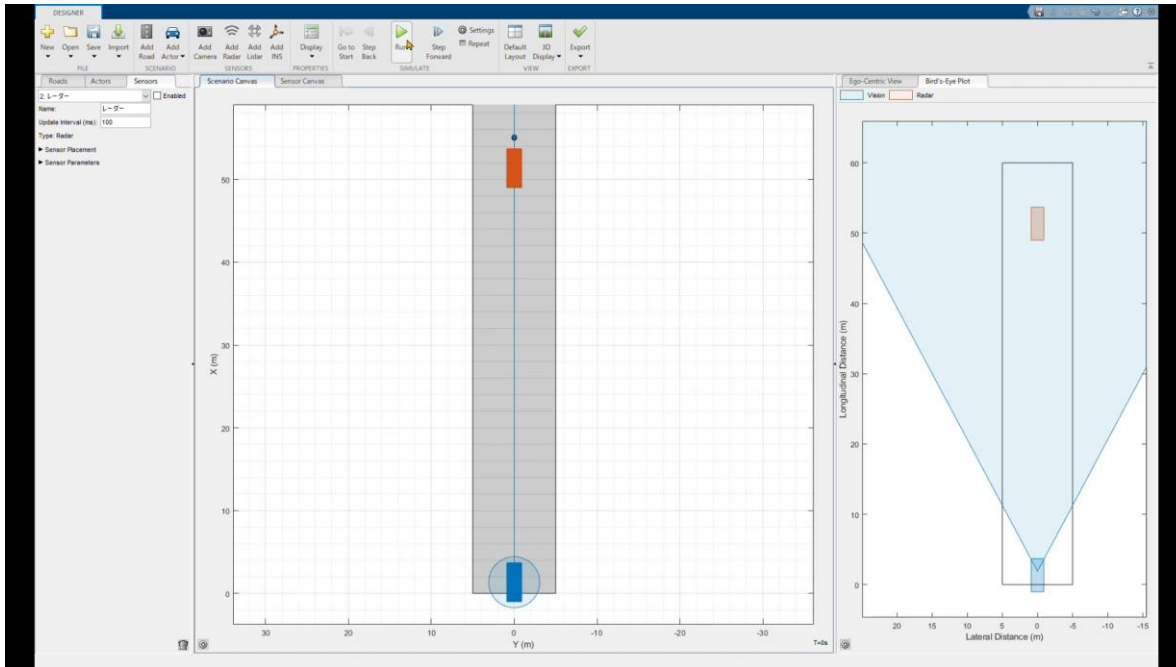 DESIGNER
New Open Save Import
Add Road Add Actor
Add Camera Add Radar Add Lidar Add INS
Display
Go to Start Step Back Run Step Forward
Settings
Repeat
Default Layout 3D Display
Export
FILE SCENARIO SENSORS PROPERTIES SIMULATE VIEW EXPORT
Roads Actors Sensors
2: レーダー Enabled
Name: レーダー
Update Interval (ms): 100
Type: Radar
Sensor Placement
Sensor Parameters
Scenario Canvas Sensor Canvas
50
40
30
20
10
0
X (m)
30 20 10 0 -10 -20 -30
Y (m)
T=0s
Ego-Centric View Bird's-Eye Plot
Vision Radar
60
50
40
30
20
10
0
Longitudinal Distance (m)
20 15 10 5 0 -5 -10 -15
Lateral Distance (m)